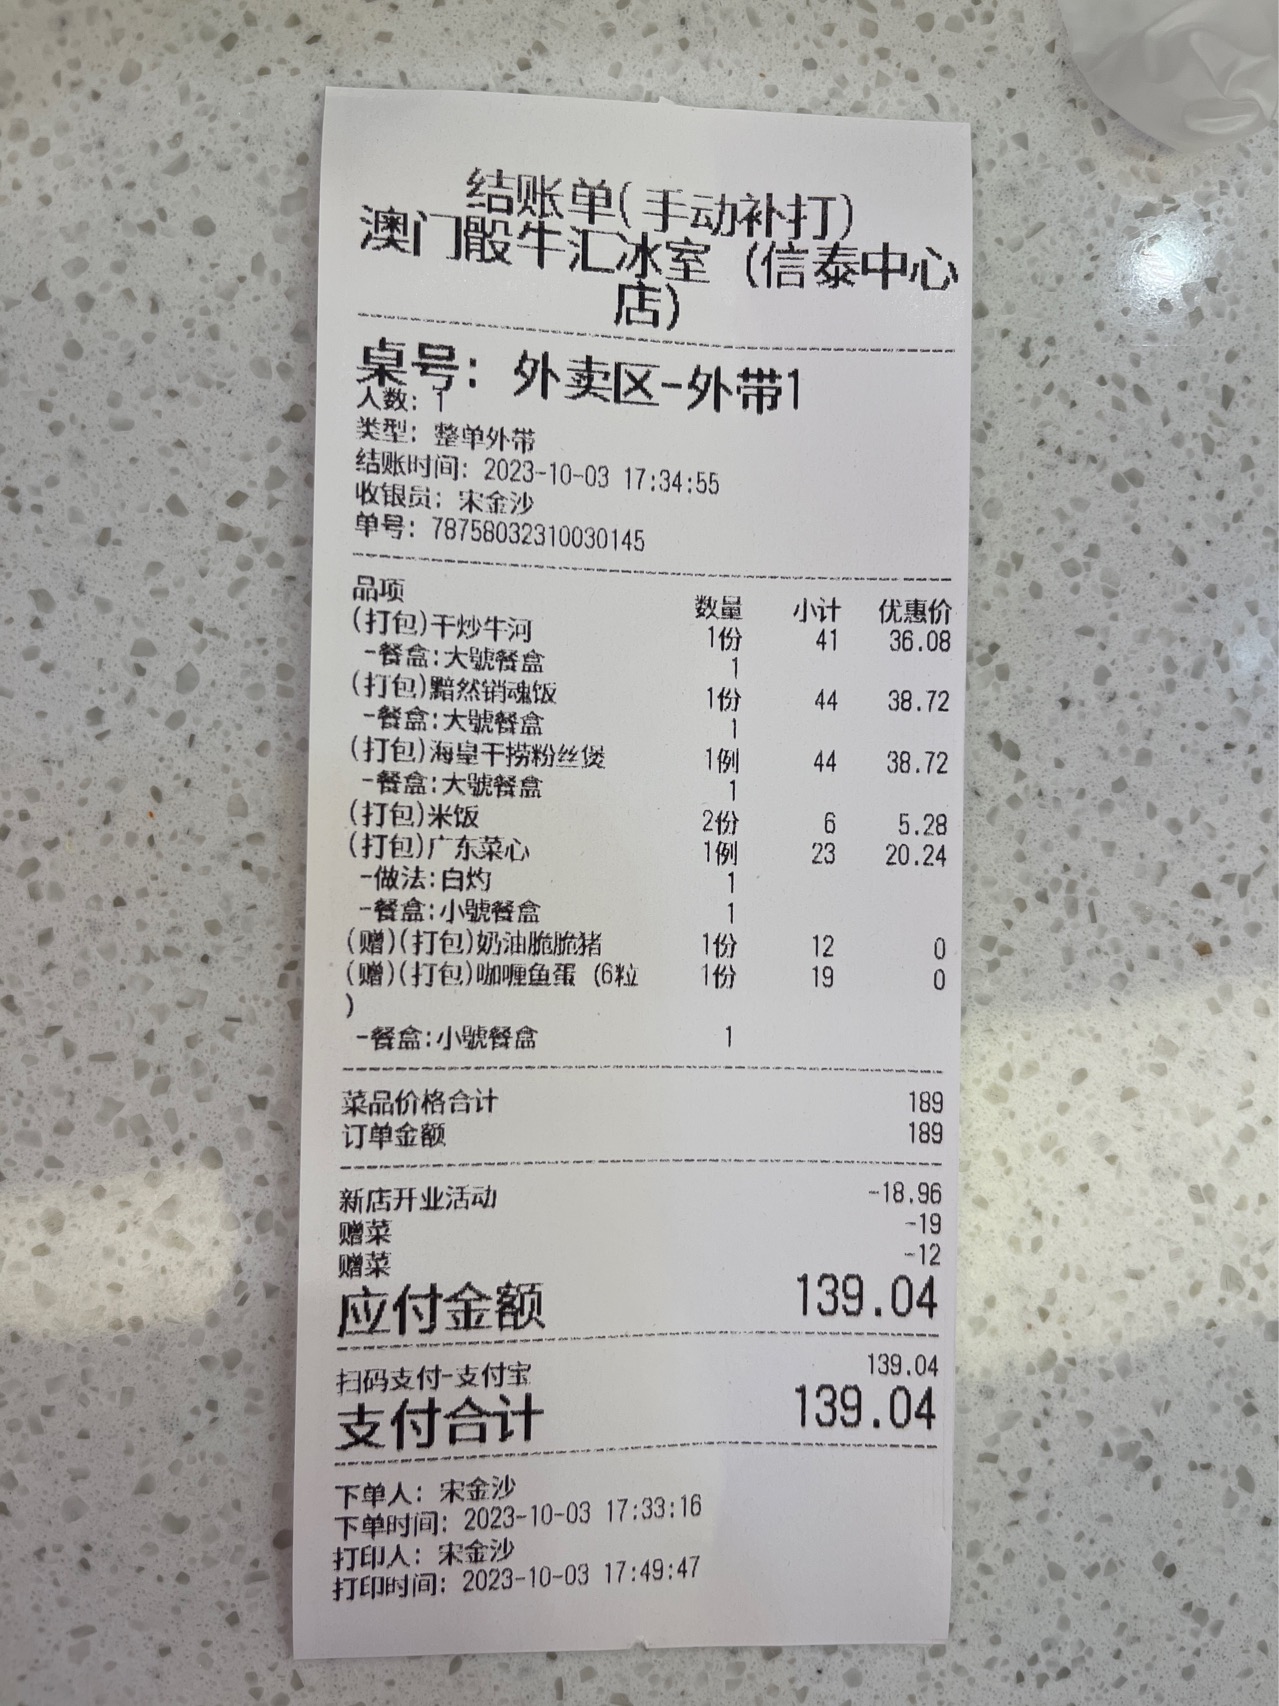 结账单(手动补打)
澳门骰牛汇冰室 (信泰中心
店)
桌号: 外卖区-外带1
人数: 1
类型: 整单外带
结账时间: 2023-10-03 17:34:55
收银员: 宋金沙
单号: 78758032310030145
品项 数量 小计 优惠价
(打包)干炒牛河 1份 41 36.08
-餐盒:大號餐盒 1
(打包)黯然销魂饭 1份 44 38.72
-餐盒:大號餐盒 1
(打包)海皇干捞粉丝煲 1例 44 38.72
-餐盒:大號餐盒 1
(打包)米饭 2份 6 5.28
(打包)广东菜心 1例 23 20.24
-做法:白灼 1
-餐盒:小號餐盒 1
(赠)(打包)奶油脆脆猪 1份 12 0
(赠)(打包)咖喱鱼蛋 (6粒 1份 19 0
)
-餐盒:小號餐盒 1
菜品价格合计 189
订单金额 189
新店开业活动 -18.96
赠菜 -19
赠菜 -12
应付金额 139.04
扫码支付-支付宝 139.04
支付合计 139.04
下单人: 宋金沙
下单时间: 2023-10-03 17:33:16
打印人: 宋金沙
打印时间: 2023-10-03 17:49:47